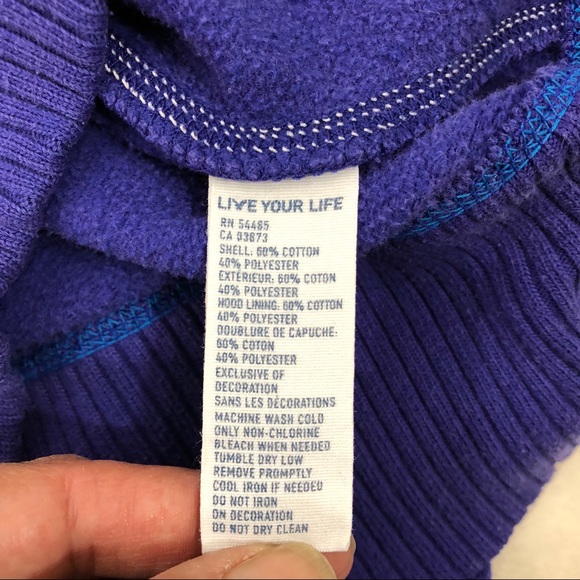 LIVE YOUR LIFE
RN 54485
CA 03873
SHELL: 60% COTTON
40% POLYESTER
EXTÉRIEUR: 60% COTON
40% POLYESTER
HOOD LINING: 60% COTTON
40% POLYESTER
DOUBLURE DE CAPUCHE:
60% COTON
40% POLYESTER
EXCLUSIVE OF
DECORATION
SANS LES DÉCORATIONS
MACHINE WASH COLD
ONLY NON-CHLORINE
BLEACH WHEN NEEDED
TUMBLE DRY LOW
REMOVE PROMPTLY
COOL IRON IF NEEDED
DO NOT IRON
ON DECORATION
DO NOT DRY CLEAN